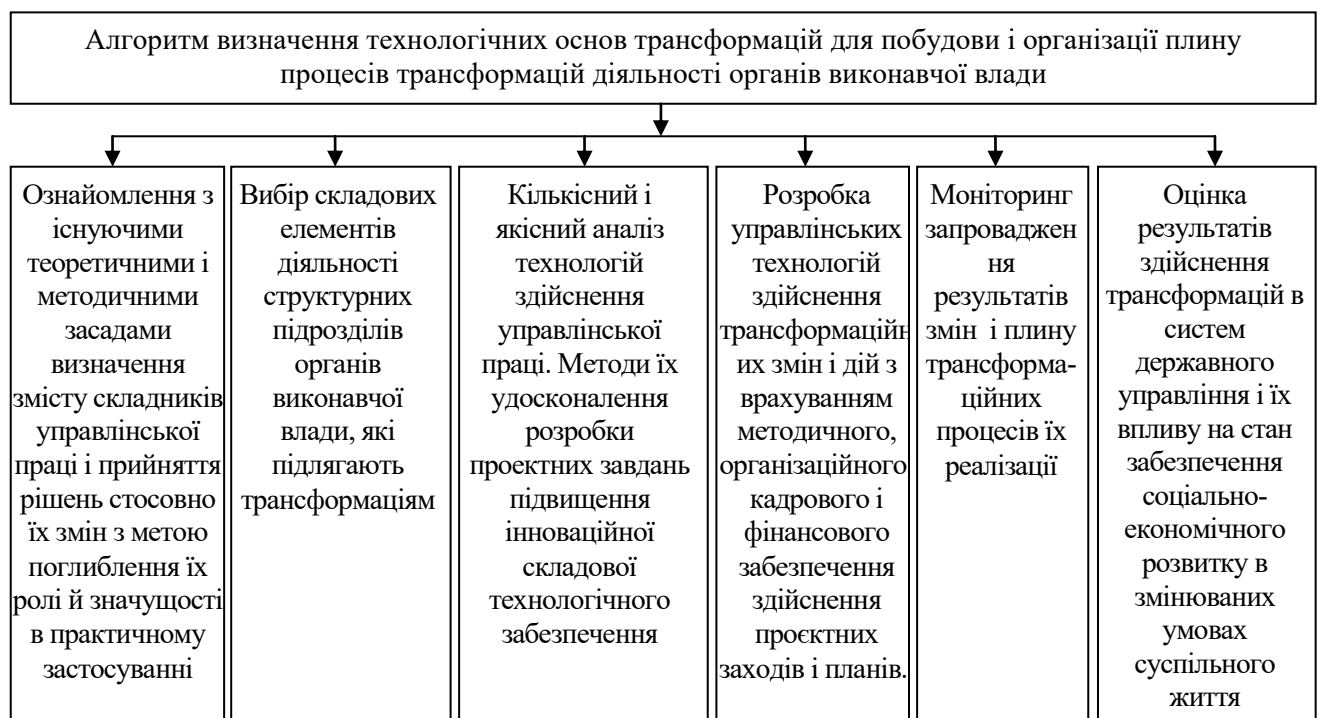 Алгоритм визначення технологічних основ трансформацій для побудови і організації плину
процесів трансформацій діяльності органів виконавчої влади
Ознайомлення з
існуючими
теоретичними і
методичними
засадами
визначення
змісту складників
управлінської
праці і прийняття
рішень стосовно
їх змін з метою
поглиблення їх
ролі й значущості
в практичному
застосуванні
Вибір складових
елементів
діяльності
структурних
підрозділів
органів
виконавчої
влади, які
підлягають
трансформаціям
Кількісний і
якісний аналіз
технологій
здійснення
управлінської
праці. Методи їх
удосконалення
розробки
проектних завдань
підвищення
інноваційної
складової
технологічного
забезпечення
Розробка
управлінських
технологій
здійснення
трансформаційн
их змін і дій з
врахуванням
методичного,
організаційного
кадрового і
фінансового
забезпечення
здійснення
проєктних
заходів і планів.
Моніторинг
запроваджен
ня
результатів
змін і плину
трансформа-
ційних
процесів їх
реалізації
Оцінка
результатів
здійснення
трансформацій в
систем
державного
управління і їх
впливу на стан
забезпечення
соціально-
економічного
розвитку в
змінюваних
умовах
суспільного
життя